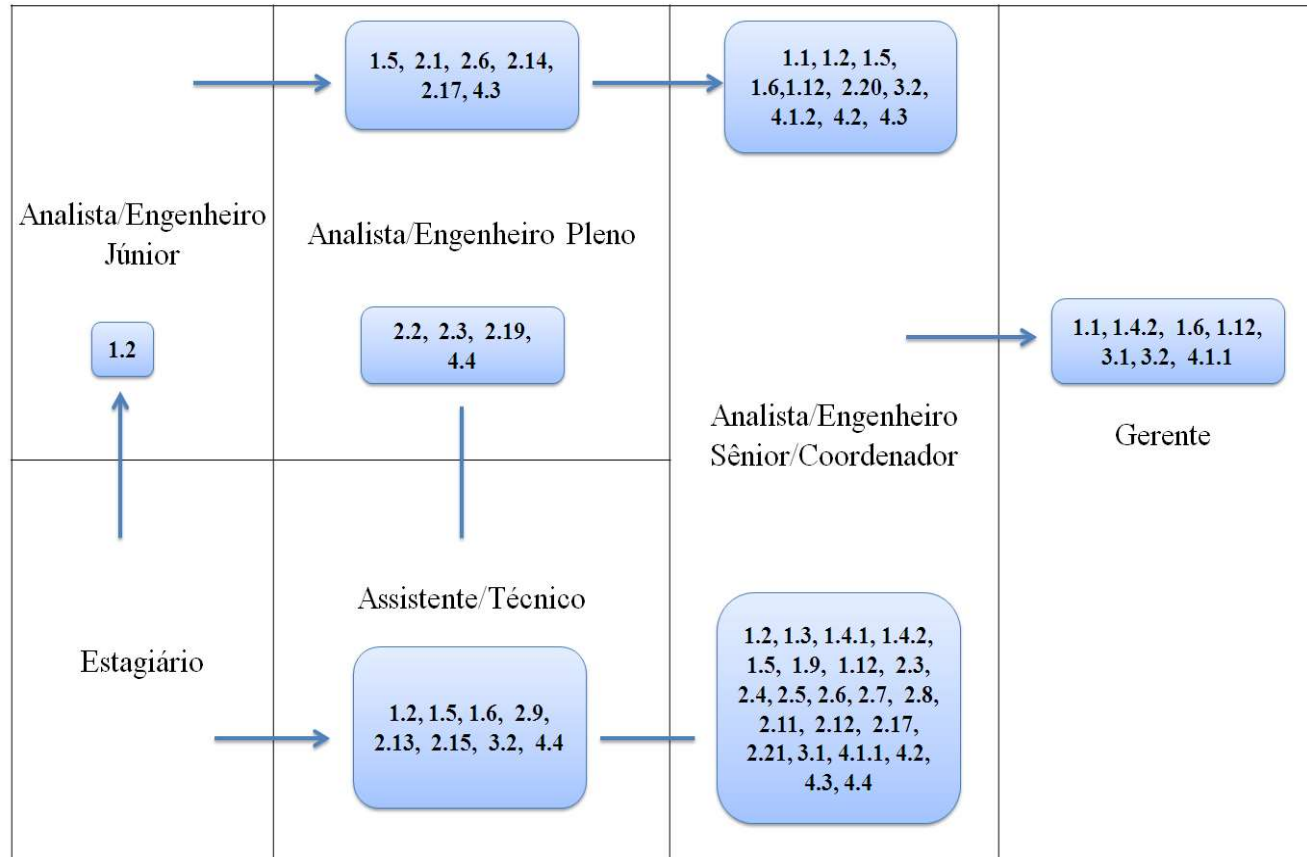 1.5, 2.1, 2.6, 2.14,
2.17, 4.3
1.1, 1.2, 1.5,
1.6,1.12, 2.20, 3.2,
4.1.2, 4.2, 4.3
Analista/Engenheiro
Júnior
Analista/Engenheiro Pleno
1.2
2.2, 2.3, 2.19,
4.4
1.1, 1.4.2, 1.6, 1.12,
3.1, 3.2, 4.1.1
Analista/Engenheiro
Sênior/Coordenador
Gerente
Estagiário
Assistente/Técnico
1.2, 1.5, 1.6, 2.9,
2.13, 2.15, 3.2, 4.4
1.2, 1.3, 1.4.1, 1.4.2,
1.5, 1.9, 1.12, 2.3,
2.4, 2.5, 2.6, 2.7, 2.8,
2.11, 2.12, 2.17,
2.21, 3.1, 4.1.1, 4.2,
4.3, 4.4